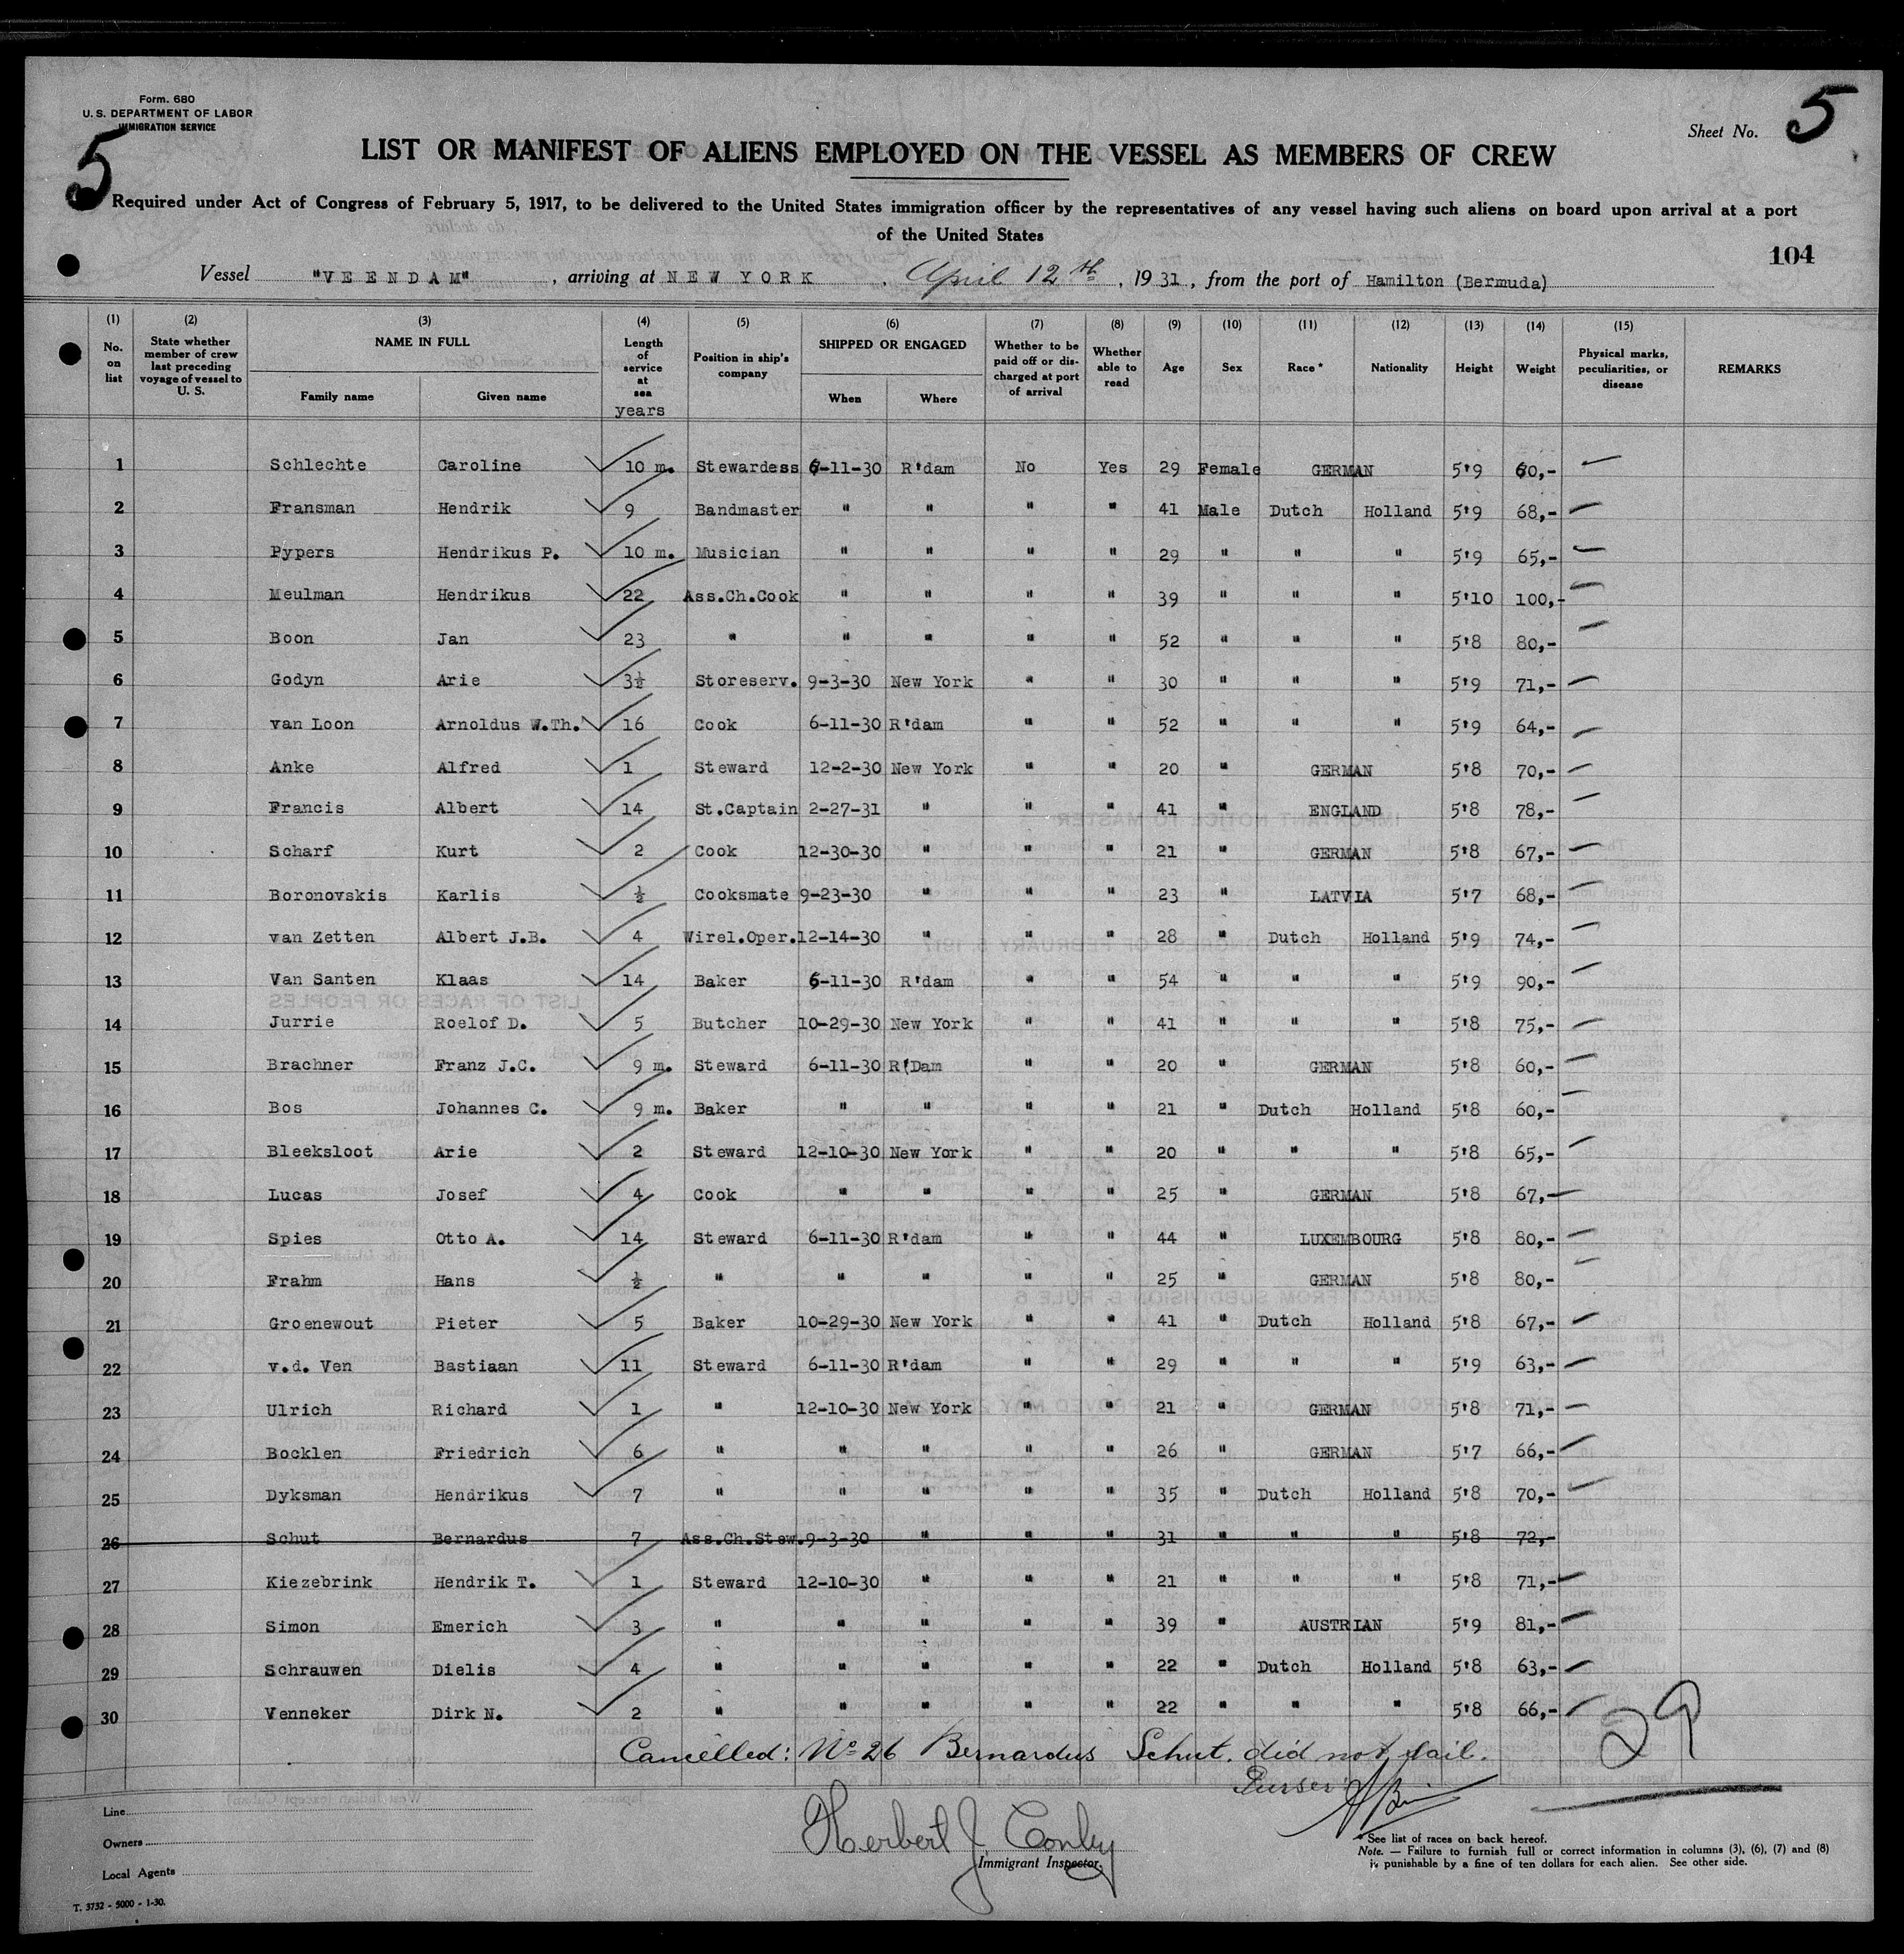 Form. 680
U. S. DEPARTMENT OF LABOR
IMMIGRATION SERVICE
5
Sheet No. 5
LIST OR MANIFEST OF ALIENS EMPLOYED ON THE VESSEL AS MEMBERS OF CREW
Required under Act of Congress of February 5, 1917, to be delivered to the United States immigration officer by the representatives of any vessel having such aliens on board upon arrival at a port
of the United States
104
Vessel "VEENDAM", arriving at NEW YORK, April 12th, 1931, from the port of Hamilton (Bermuda)
(1) No. on list (2) State whether member of crew last preceding voyage of vessel to U. S. (3) NAME IN FULL Family name Given name (4) Length of service at sea years (5) Position in ship's company (6) SHIPPED OR ENGAGED When Where (7) Whether to be paid off or discharged at port of arrival (8) Whether able to read (9) Age (10) Sex (11) Race * (12) Nationality (13) Height (14) Weight (15) Physical marks, peculiarities, or disease REMARKS
1 Schlechte Caroline 10 m. Stewardess 6-11-30 R'dam No Yes 29 Female GERMAN 5'9 60,-
2 Fransman Hendrik 9 Bandmaster " " " " 41 Male Dutch Holland 5'9 68,-
3 Pypers Hendrikus P. 10 m. Musician " " " " 29 " " " 5'9 65,-
4 Meulman Hendrikus 22 Ass.Ch.Cook " " " " 39 " " " 5'10 100,-
5 Boon Jan 23 " " " " " 52 " " " 5'8 80,-
6 Godyn Arie 3½ Storeserv. 9-3-30 New York " " 30 " " " 5'9 71,-
7 van Loon Arnoldus W.Th. 16 Cook 6-11-30 R'dam " " 52 " " " 5'9 64,-
8 Anke Alfred 1 Steward 12-2-30 New York " " 20 " GERMAN 5'8 70,-
9 Francis Albert 14 St.Captain 2-27-31 " " " 41 " ENGLAND 5'8 78,-
10 Scharf Kurt 2 Cook 12-30-30 " " " 21 " GERMAN 5'8 67,-
11 Boronovskis Karlis ½ Cooksmate 9-23-30 " " " 23 " LATVIA 5'7 68,-
12 van Zetten Albert J.B. 4 Wirel.Oper. 12-14-30 " " " 28 " Dutch Holland 5'9 74,-
13 Van Santen Klaas 14 Baker 6-11-30 R'dam " " 54 " " " 5'9 90,-
14 Jurrie Roelof D. 5 Butcher 10-29-30 New York " " 41 " " " 5'8 75,-
15 Brachner Franz J.C. 9 m. Steward 6-11-30 R(Dam " " 20 " GERMAN 5'8 60,-
16 Bos Johannes C. 9 m. Baker " " " " 21 " Dutch Holland 5'8 60,-
17 Bleeksloot Arie 2 Steward 12-10-30 New York " " 20 " " " 5'8 65,-
18 Lucas Josef 4 Cook " " " " 25 " GERMAN 5'8 67,-
19 Spies Otto A. 14 Steward 6-11-30 R'dam " " 44 " LUXEMBOURG 5'8 80,-
20 Frahm Hans ½ " " " " " 25 " GERMAN 5'8 80,-
21 Groenewout Pieter 5 Baker 10-29-30 New York " " 41 " Dutch Holland 5'8 67,-
22 v.d. Ven Bastiaan 11 Steward 6-11-30 R'dam " " 29 " " " 5'9 63,-
23 Ulrich Richard 1 " 12-10-30 New York " " 21 " GERMAN 5'8 71,-
24 Bocklen Friedrich 6 " " " " " 26 " GERMAN 5'7 66,-
25 Dyksman Hendrikus 7 " " " " " 35 " Dutch Holland 5'8 70,-
26 Schut Bernardus 7 Ass.Ch.Stew. 9-3-30 " " " 31 " " " 5'8 72,-
27 Kiezebrink Hendrik T. 1 Steward 12-10-30 " " " 21 " " " 5'8 71,-
28 Simon Emerich 3 " " " " " 39 " AUSTRIAN 5'9 81,-
29 Schrauwen Dielis 4 " " " " " 22 " Dutch Holland 5'8 63,-
30 Venneker Dirk N. 2 " " " " " 22 " " " 5'8 66,-
29
Cancelled: No 26 Bernardus Schut. did not sail.
Purser:
Line
Owners
Local Agents
Herbert J Conley
Immigrant Inspector.
* See list of races on back hereof.
Note. — Failure to furnish full or correct information in columns (3), (6), (7) and (8)
is punishable by a fine of ten dollars for each alien. See other side.
T. 3732 - 5000 - 1-30.